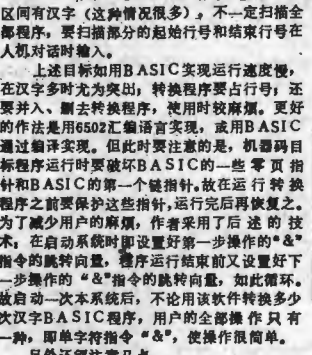 区间有汉字（这种情况很多）。不一定扫描全
部程序，要扫描部分的起始行号和结束行号在
人机对话时输入。
上述目标如用BASIC实现运行速度慢，
在汉字多时尤为突出；转换程序要占行号；还
要并入、删去转换程序，使用时较麻烦。更好
的作法是用6502汇编语言实现，或用BASIC
通过编译实现。但此时要注意的是，机器码目
标程序运行时要破坏BASIC的一些零页指
针和BASIC的第一个链指针。故在运行转换
程序之前要保护这些指针，运行完后再恢复之。
为了减少用户的麻烦，作者采用了后述的技
术：在启动系统时即设置好第一步操作的“&”
指令的跳转向量，程序运行结束前又设置好下
一步操作的“&”指令的跳转向量，如此循环。
故启动一次本系统后，不论用该软件转换多少
次汉字BASIC程序，用户的全部操作只有
一种，即单字符指令“&”，使操作很简单。
另外还须注意几点